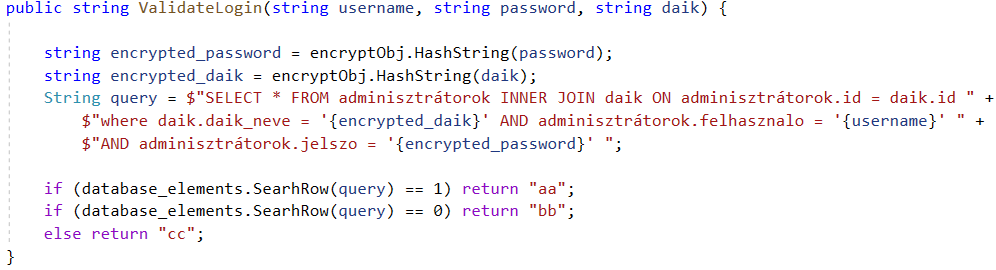 public string ValidateLogin(string username, string password, string daik) {
string encrypted_password = encryptObj.HashString(password);
string encrypted_daik = encryptObj.HashString(daik);
String query = $"SELECT * FROM adminisztrátorok INNER JOIN daik ON adminisztrátorok.id = daik.id " +
$"where daik.daik_neve = '{encrypted_daik}' AND adminisztrátorok.felhasznalo = '{username}' " +
$"AND adminisztrátorok.jelszo = '{encrypted_password}' ";
if (database_elements.SearhRow(query) == 1) return "aa";
if (database_elements.SearhRow(query) == 0) return "bb";
else return "cc";
}